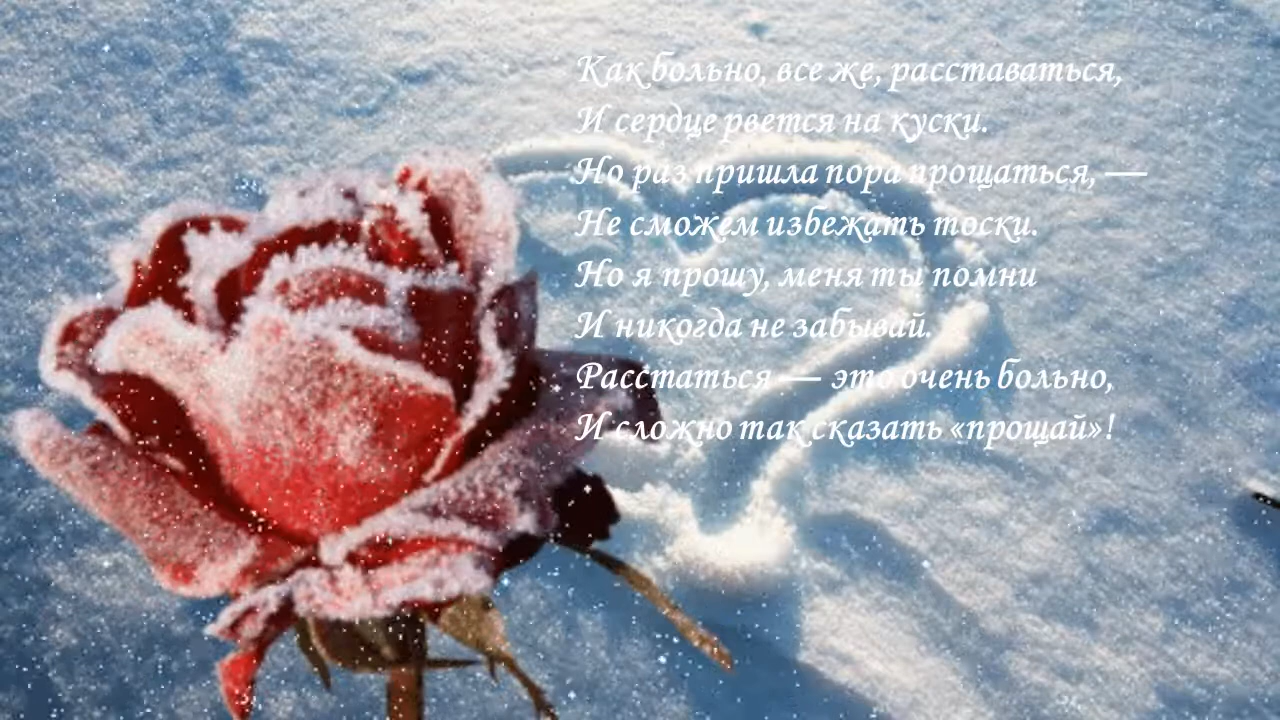 Как больно, все же, расставаться,
И сердце рвется на куски.
Но раз пришла пора прощаться, —
Не сможем избежать тоски.
Но я прошу, меня ты помни
И никогда не забывай.
Расстаться — это очень больно,
И сложно так сказать «прощай»!